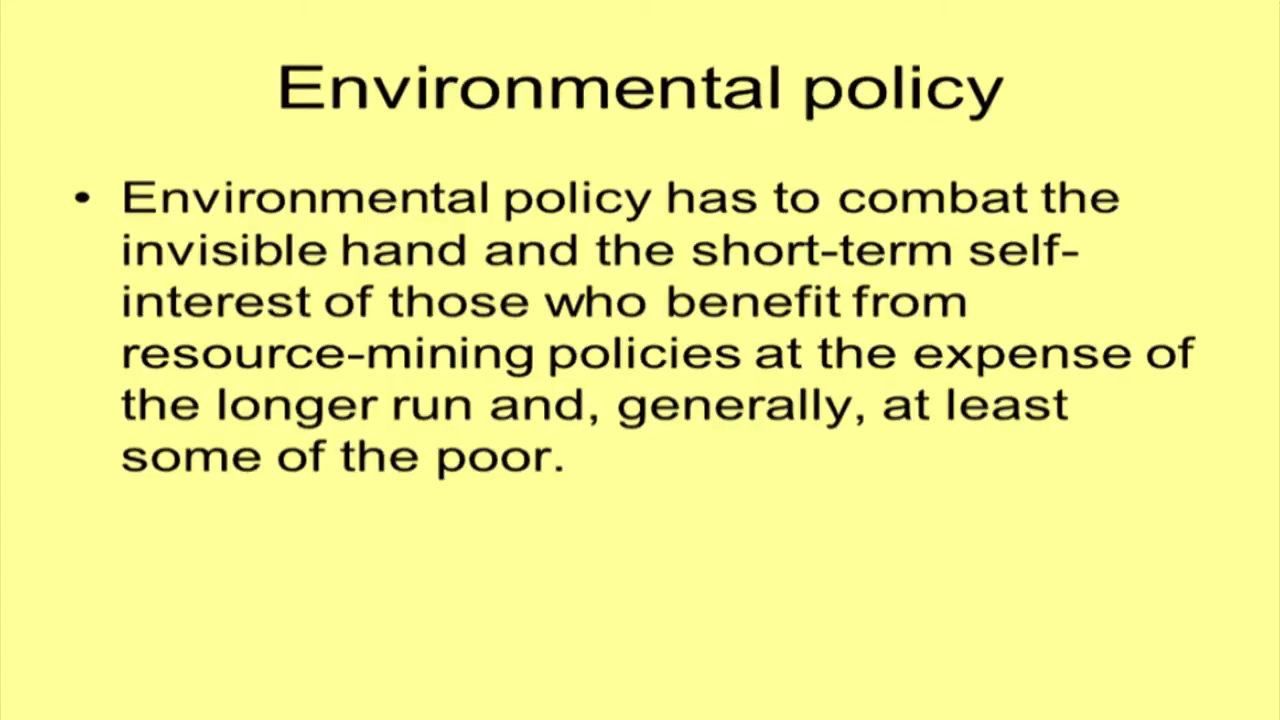 Environmental policy
• Environmental policy has to combat the
invisible hand and the short-term self-
interest of those who benefit from
resource-mining policies at the expense of
the longer run and, generally, at least
some of the poor.